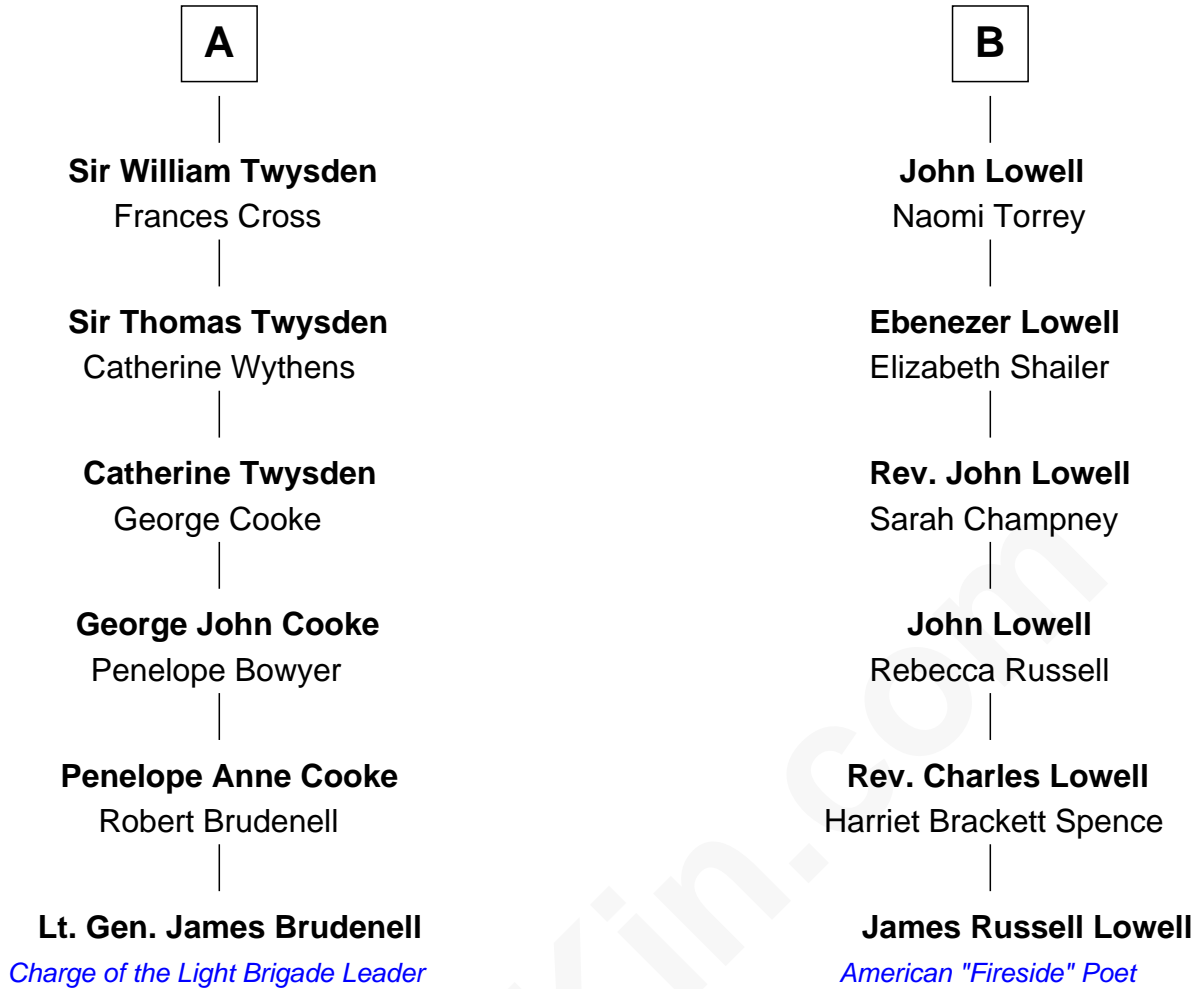 A
Sir William Twysden
Frances Cross
Sir Thomas Twysden
Catherine Wythens
Catherine Twysden
George Cooke
George John Cooke
Penelope Bowyer
Penelope Anne Cooke
Robert Brudenell
Lt. Gen. James Brudenell
Charge of the Light Brigade Leader
B
John Lowell
Naomi Torrey
Ebenezer Lowell
Elizabeth Shailer
Rev. John Lowell
Sarah Champney
John Lowell
Rebecca Russell
Rev. Charles Lowell
Harriet Brackett Spence
James Russell Lowell
American "Fireside" Poet
Kin.com